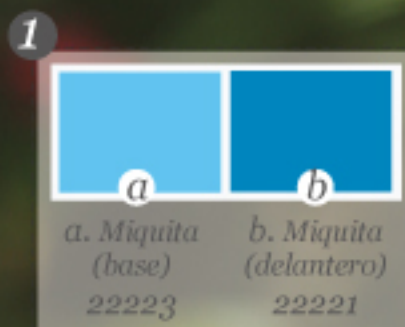 1
a b
a. Miquita b. Miquita
(base) (delantero)
22223 22221